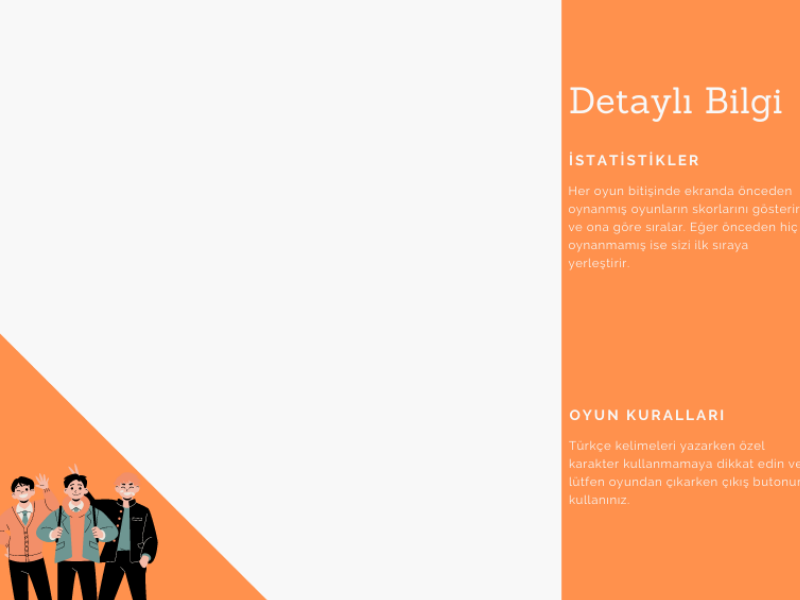 Detaylı Bilgi
İSTATİSTİKLER
Her oyun bitişinde ekranda önceden
oynanmış oyunların skorlarını gösterir
ve ona göre sıralar. Eğer önceden hiç
oynanmamış ise sizi ilk sıraya
yerleştirir.
OYUN KURALLARI
Türkçe kelimeleri yazarken özel
karakter kullanmamaya dikkat edin ve
lütfen oyundan çıkarken çıkış
kullanınız.